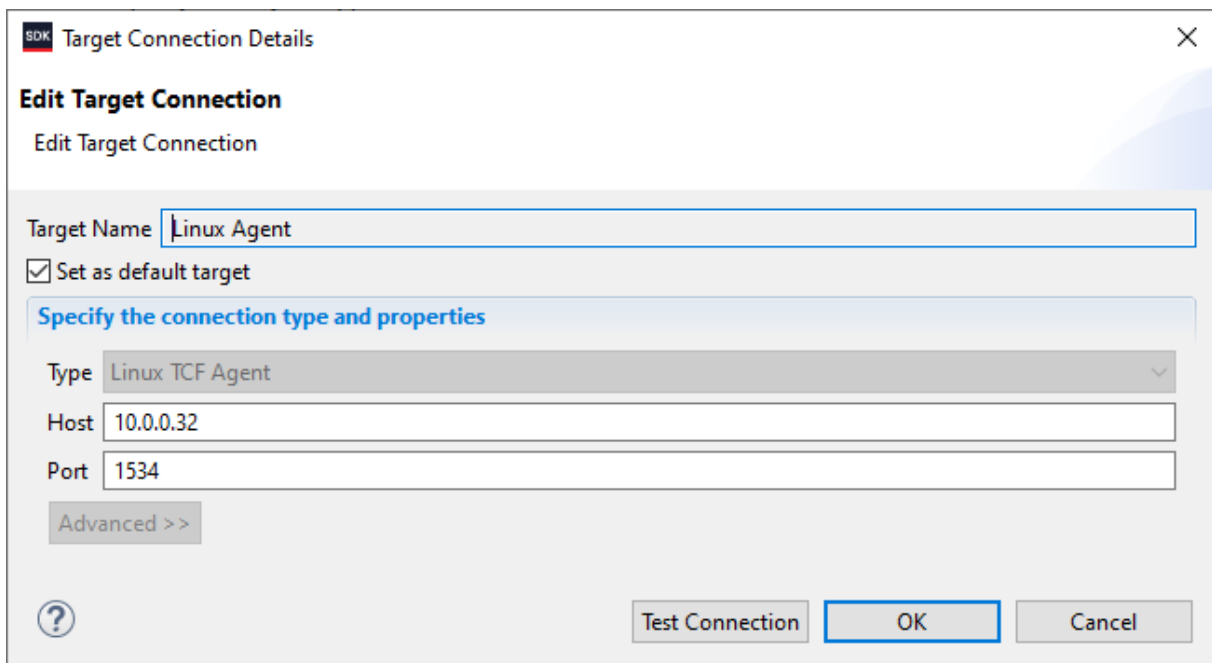 SDK Target Connection Details
Edit Target Connection
Edit Target Connection
Target Name Linux Agent
Set as default target
Specify the connection type and properties
Type Linux TCF Agent
Host 10.0.0.32
Port 1534
Advanced >>
? Test Connection OK Cancel